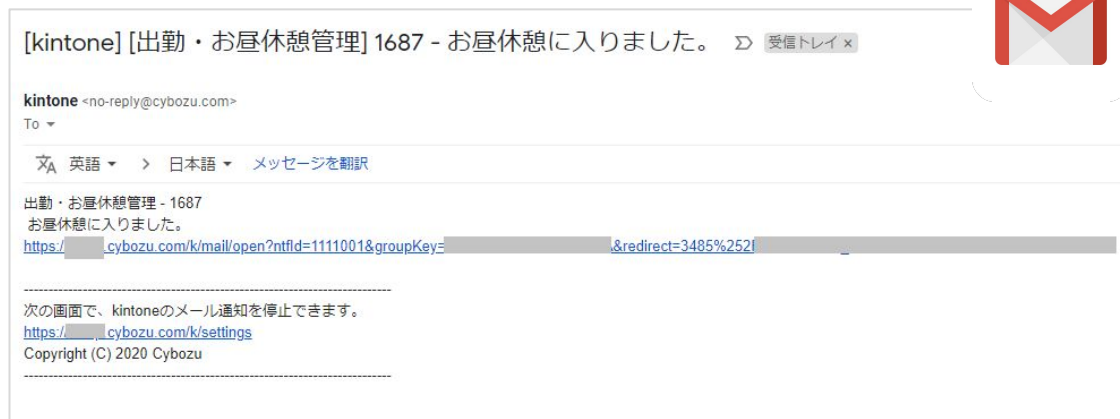 [kintone] [出勤・お昼休憩管理] 1687 - お昼休憩に入りました。 受信トレイ ×
kintone <no-reply@cybozu.com>
To
英語 > 日本語 メッセージを翻訳
出勤・お昼休憩管理 - 1687
お昼休憩に入りました。
https:/ .cybozu.com/k/mail/open?ntfId=1111001&groupKey= &redirect=3485%252
------------------------------------------------------------------
次の画面で、kintoneのメール通知を停止できます。
https:/ .cybozu.com/k/settings
Copyright (C) 2020 Cybozu
------------------------------------------------------------------